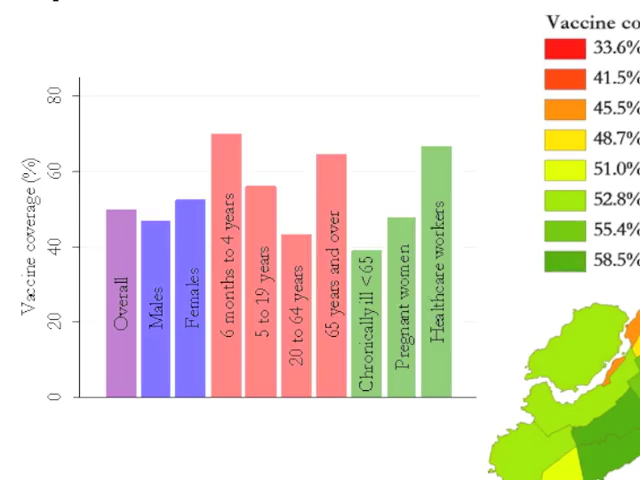 Vaccine co
33.6%
41.5%
45.5%
48.7%
51.0%
52.8%
55.4%
58.5%
Vaccine coverage (%)
80
60
40
20
0
Overall
Males
Females
6 months to 4 years
5 to 19 years
20 to 64 years
65 years and over
Chronically ill <65
Pregnant women
Healthcare workers